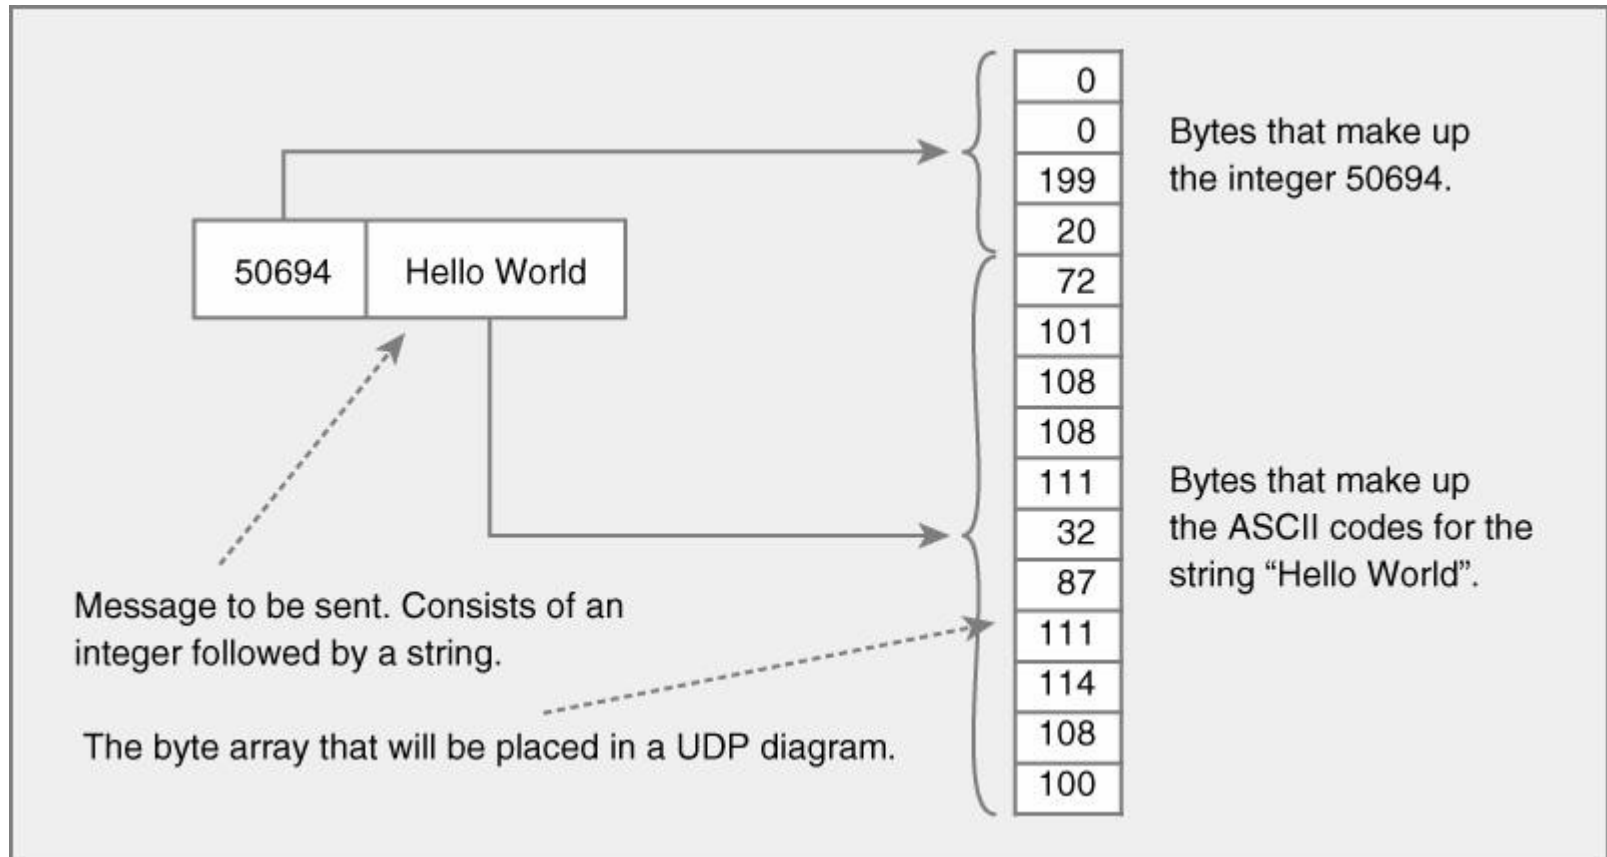 0
0
199
20
72
101
108
108
111
32
87
111
114
108
100
Bytes that make up
the integer 50694.
50694
Hello World
Bytes that make up
the ASCII codes for the
string “Hello World”.
Message to be sent. Consists of an
integer followed by a string.
The byte array that will be placed in a UDP diagram.